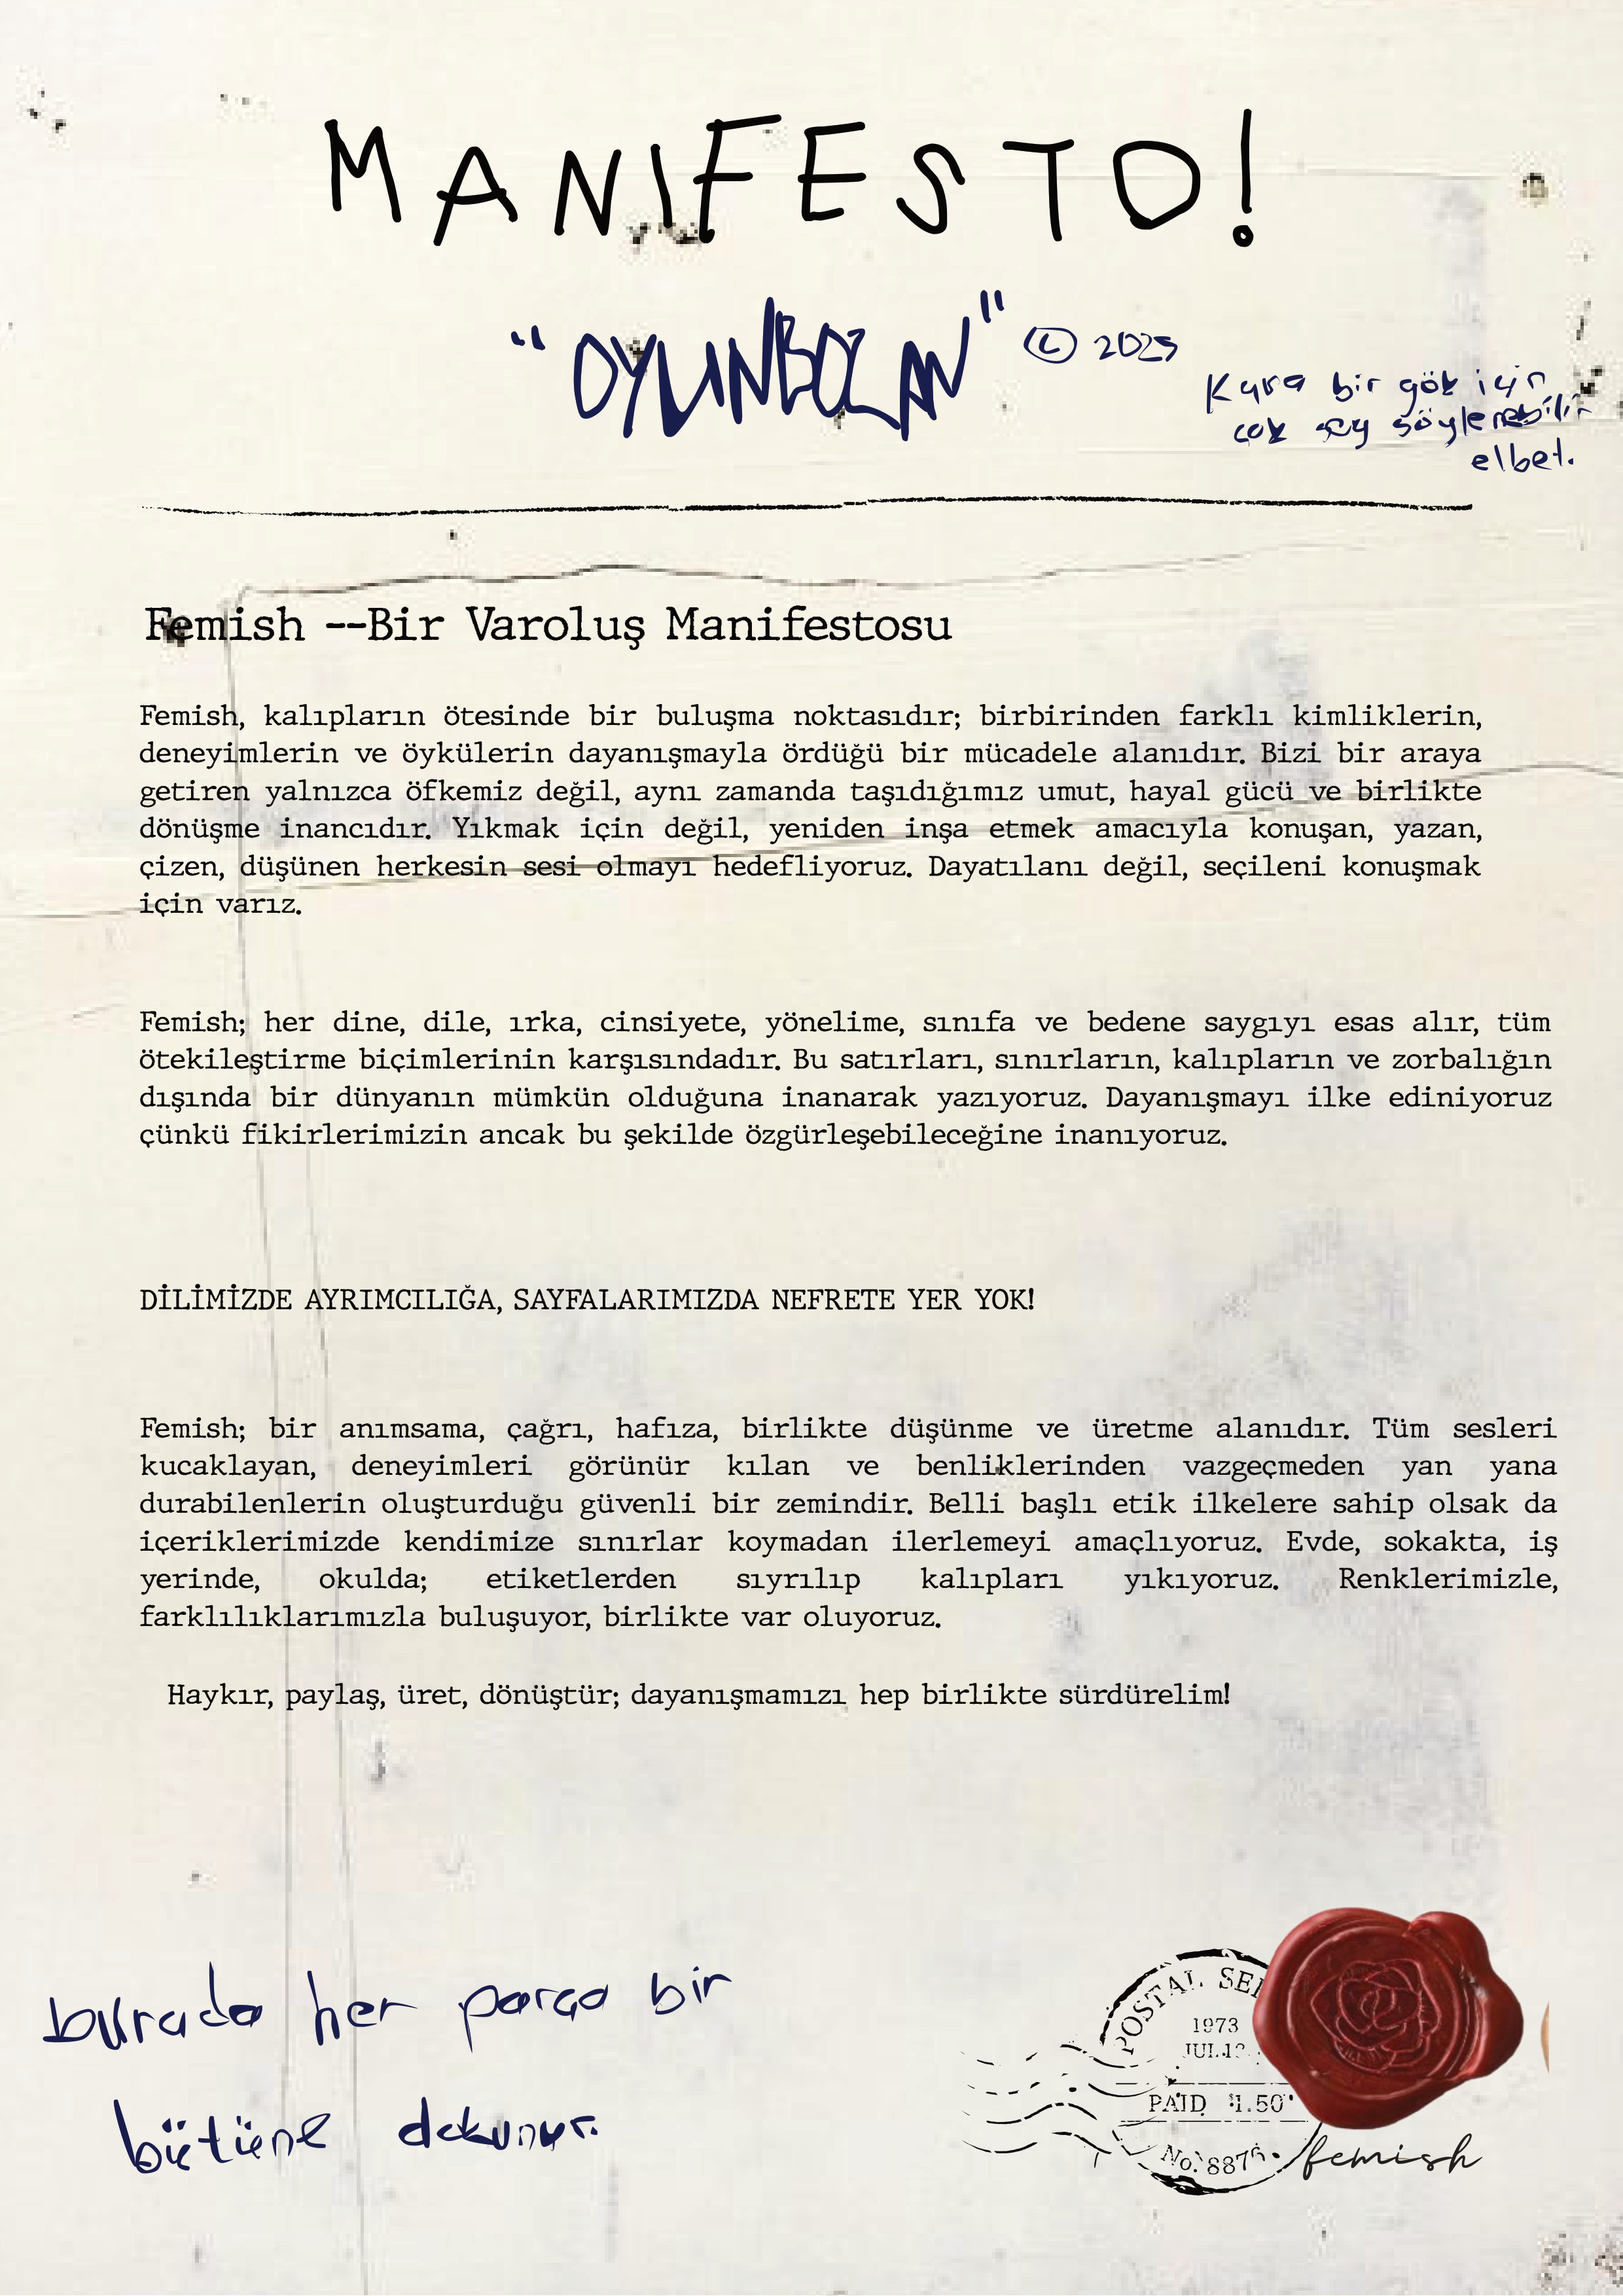 MANIFESTO!
"OYUNBOZAN" © 2025
Kara bir gök için
çok şey söylenebilir
elbet.
Femish --Bir Varoluş Manifestosu
Femish, kalıpların ötesinde bir buluşma noktasıdır; birbirinden farklı kimliklerin,
deneyimlerin ve öykülerin dayanışmayla ördüğü bir mücadele alanıdır. Bizi bir araya
getiren yalnızca öfkemiz değil, aynı zamanda taşıdığımız umut, hayal gücü ve birlikte
dönüşme inancıdır. Yıkmak için değil, yeniden inşa etmek amacıyla konuşan, yazan,
çizen, düşünen herkesin sesi olmayı hedefliyoruz. Dayatılanı değil, seçileni konuşmak
için varız.
Femish; her dine, dile, ırka, cinsiyete, yönelime, sınıfa ve bedene saygıyı esas alır, tüm
ötekileştirme biçimlerinin karşısındadır. Bu satırları, sınırların, kalıpların ve zorbalığın
dışında bir dünyanın mümkün olduğuna inanarak yazıyoruz. Dayanışmayı ilke ediniyoruz
çünkü fikirlerimizin ancak bu şekilde özgürleşebileceğine inanıyoruz.
DİLİMİZDE AYRIMCILIĞA, SAYFALARIMIZDA NEFRETE YER YOK!
Femish; bir anımsama, çağrı, hafıza, birlikte düşünme ve üretme alanıdır. Tüm sesleri
kucaklayan, deneyimleri görünür kılan ve benliklerinden vazgeçmeden yan yana
durabilenlerin oluşturduğu güvenli bir zemindir. Belli başlı etik ilkelere sahip olsak da
içeriklerimizde kendimize sınırlar koymadan ilerlemeyi amaçlıyoruz. Evde, sokakta, iş
yerinde, okulda; etiketlerden sıyrılıp kalıpları yıkıyoruz. Renklerimizle,
farklılıklarımızla buluşuyor, birlikte var oluyoruz.
Haykır, paylaş, üret, dönüştür; dayanışmamızı hep birlikte sürdürelim!
burada her parça bir
bütüne dokunur.
POSTAL
1973
PAID $1.50
femish